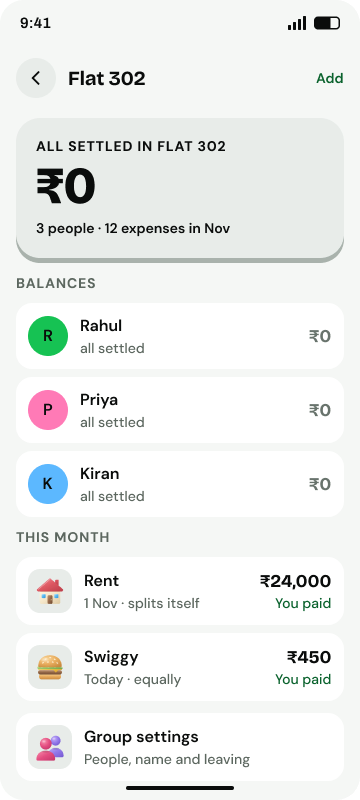 9:41
Flat 302
Add
ALL SETTLED IN FLAT 302
₹0
3 people · 12 expenses in Nov
BALANCES
R
Rahul
all settled
₹0
P
Priya
all settled
₹0
K
Kiran
all settled
₹0
THIS MONTH
Rent
₹24,000
1 Nov · splits itself
You paid
Swiggy
₹450
Today · equally
You paid
Group settings
People, name and leaving